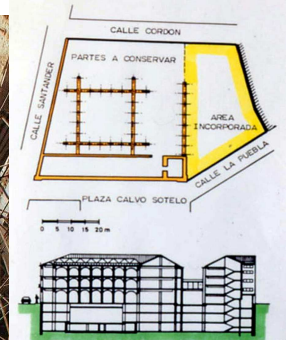 CALLE CORDON
PARTES A CONSERVAR
CALLE SANTANDER
AREA
INCORPORADA
CALLE LA PUEBLA
PLAZA CALVO SOTELO
0 5 10 15 20 m